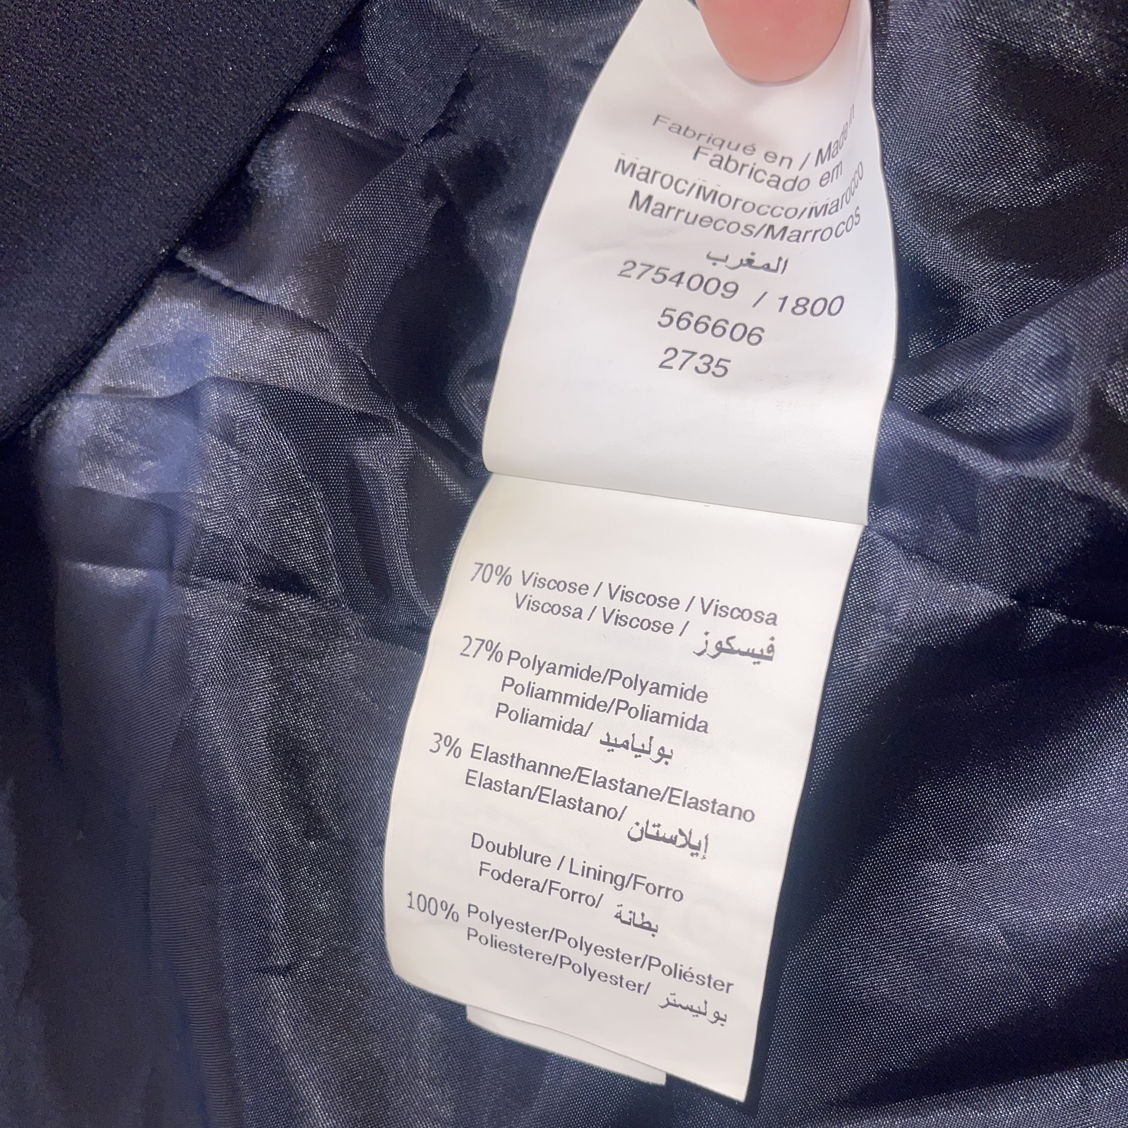 Fabriqué en / Made in
Fabricado em
Maroc/Morocco/Marocco
Marruecos/Marrocos
المغرب
2754009 / 1800
566606
2735
70% Viscose / Viscose / Viscosa
Viscosa / Viscose / فيسكوز
27% Polyamide/Polyamide
Poliammide/Poliamida
Poliamida/ بولياميد
3% Elasthanne/Elastane/Elastano
Elastan/Elastano/ إيلاستان
Doublure / Lining/Forro
Fodera/Forro/ بطانة
100% Polyester/Polyester/Poliéster
Poliestere/Polyester/ بوليستر